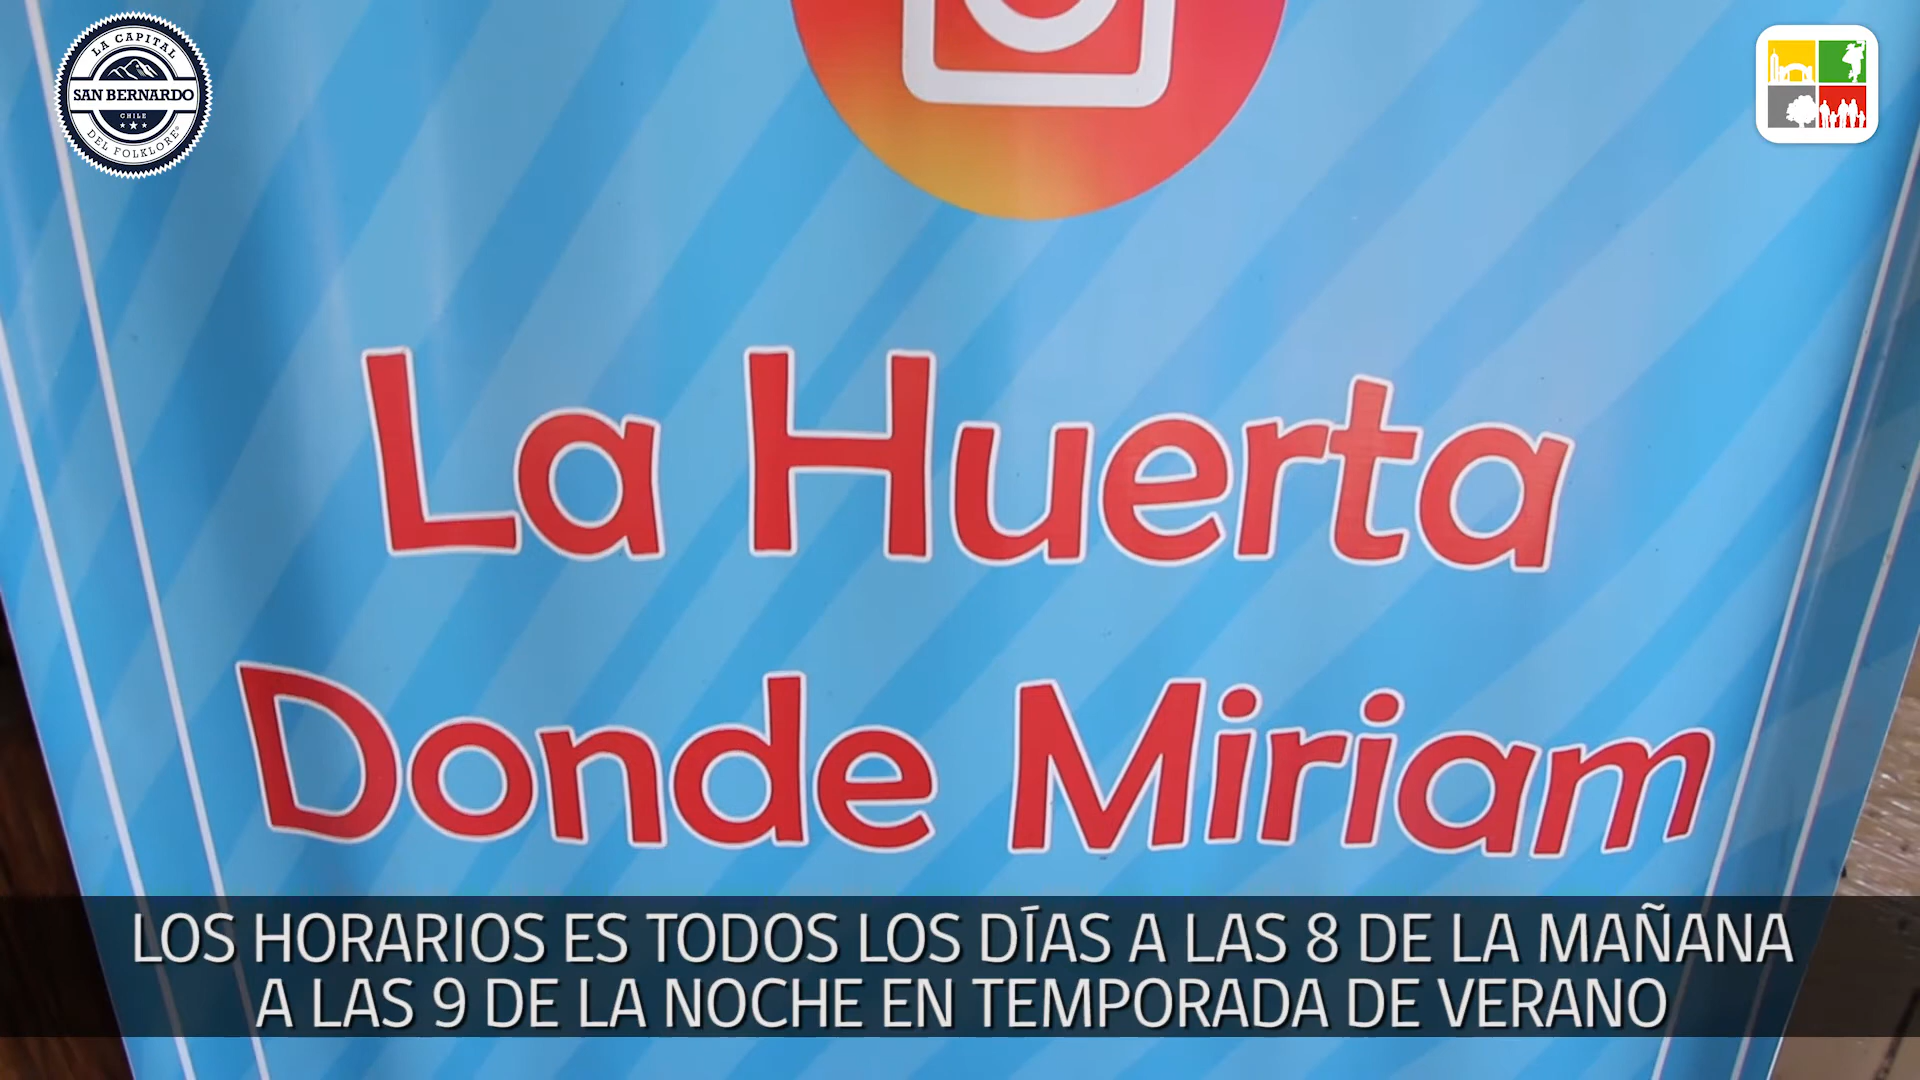 LA CAPITAL
SAN BERNARDO
CHILE
DEL FOLKLORE
La Huerta
Donde Miriam
LOS HORARIOS ES TODOS LOS DÍAS A LAS 8 DE LA MAÑANA
A LAS 9 DE LA NOCHE EN TEMPORADA DE VERANO